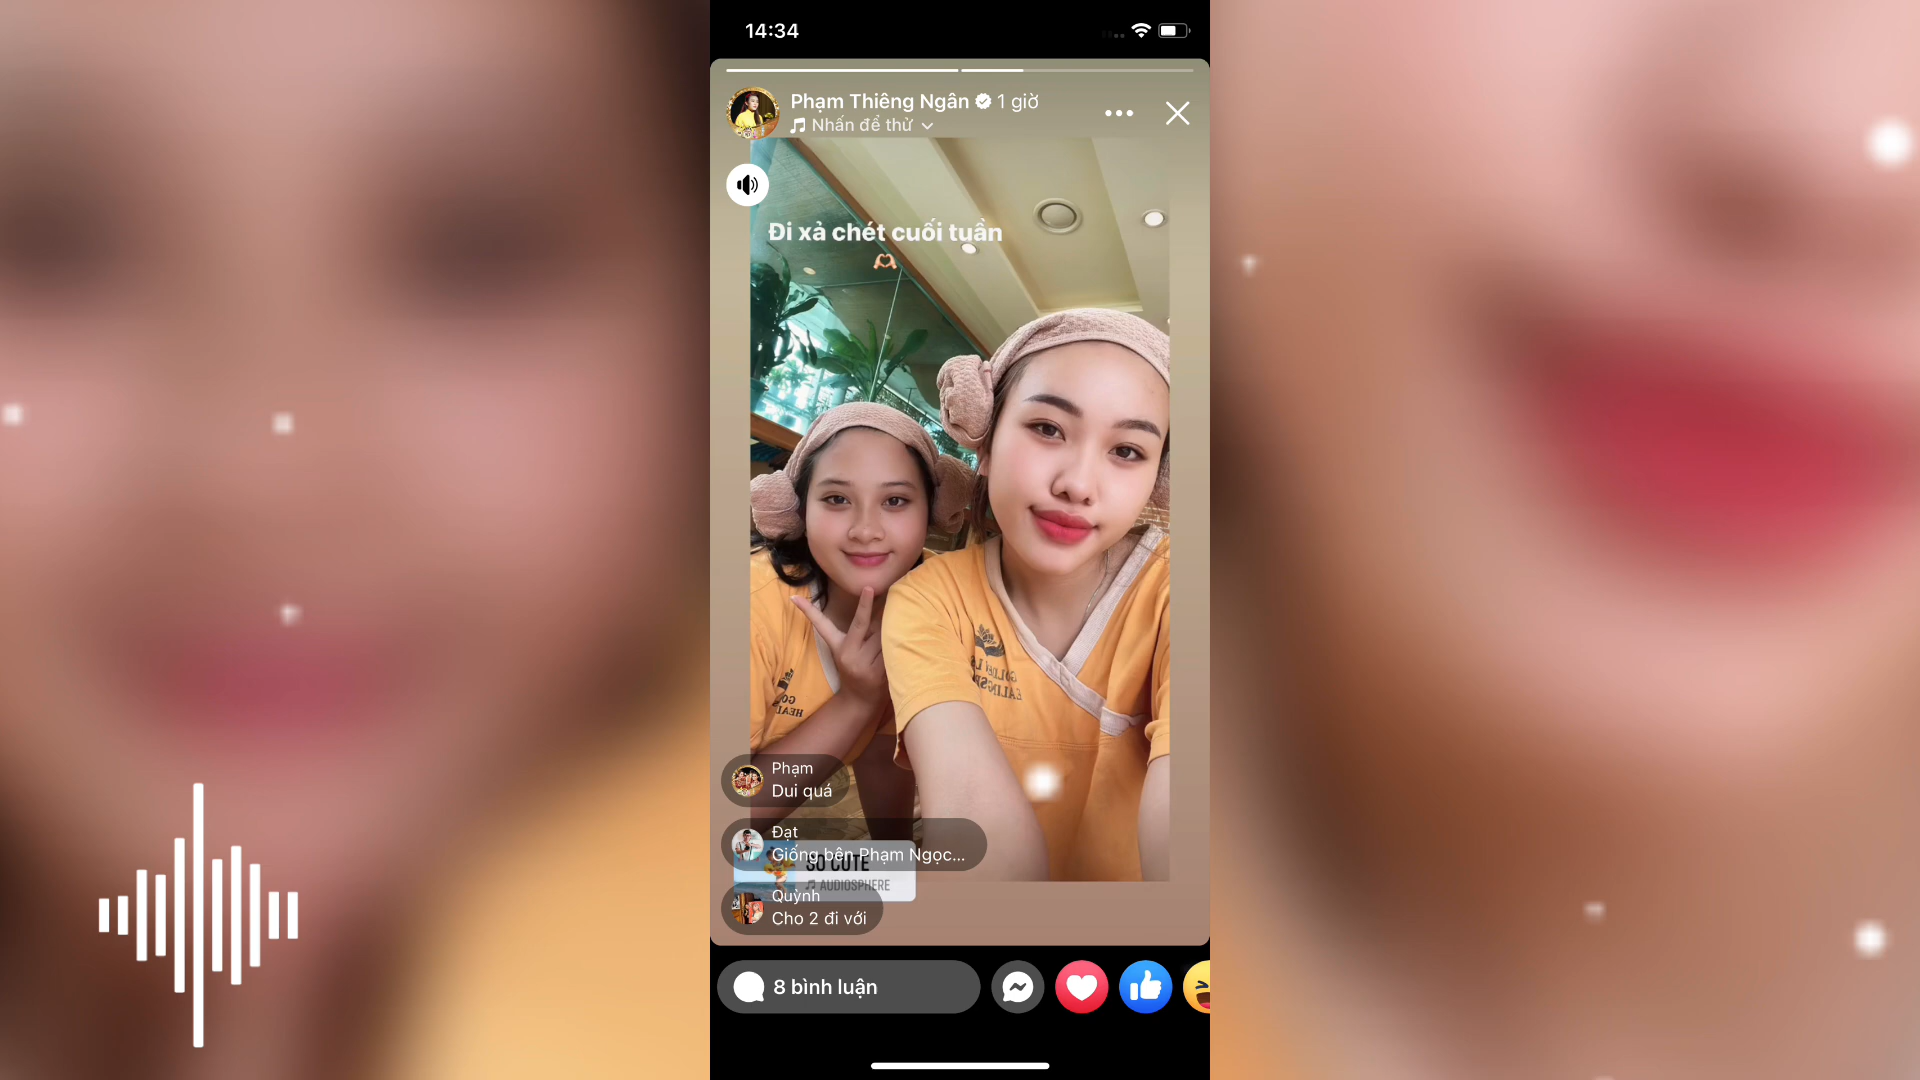 14:34
Phạm Thiêng Ngân 1 giờ
Nhấn để thử
Đi xả chét cuối tuần
Phạm
Dui quá
Đạt
Giống bên Phạm Ngọc...
SO CUTE
AUDIOSPHERE
Quỳnh
Cho 2 đi với
8 bình luận